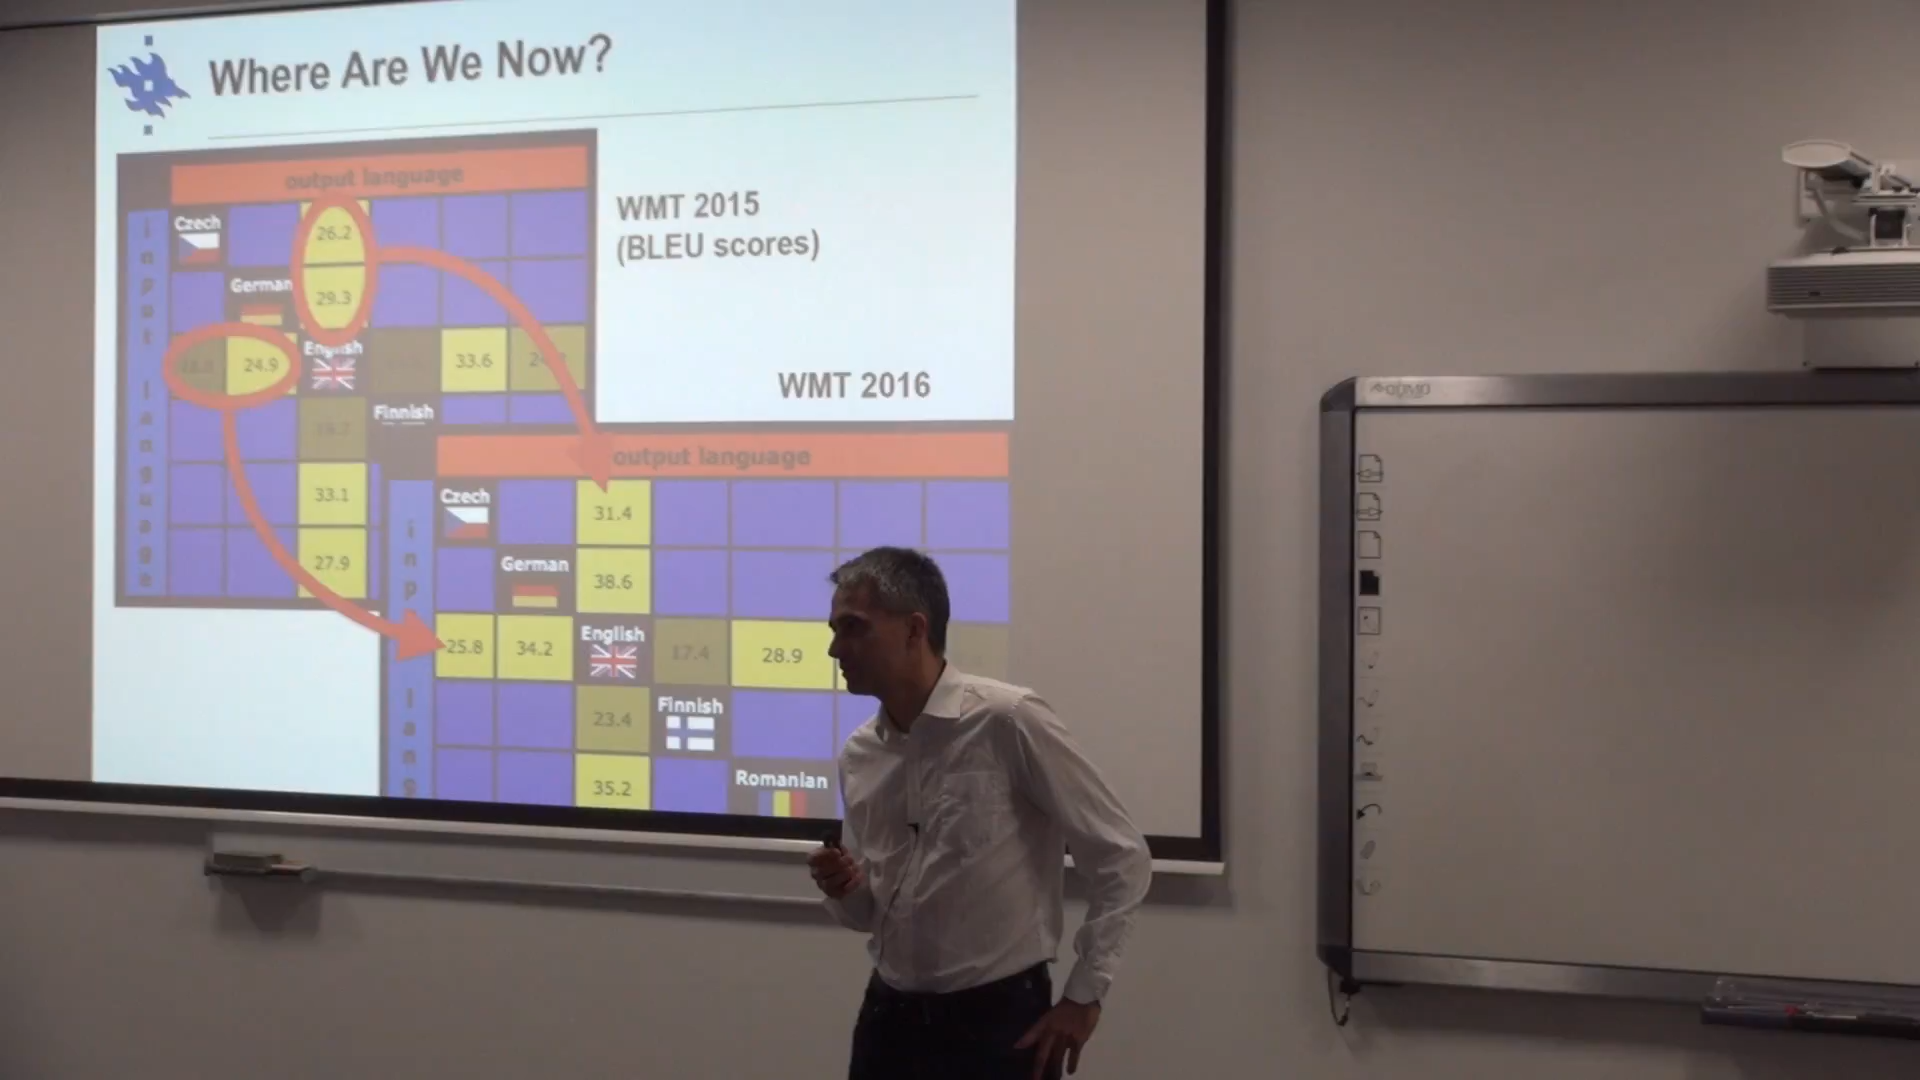 Where Are We Now?
output language
input language
Czech
26.2
German
29.3
24.9
English
33.6
Finnish
33.1
27.9
WMT 2015
(BLEU scores)
WMT 2016
output language
Czech
31.4
German
38.6
25.8
34.2
English
17.4
28.9
23.4
Finnish
35.2
Romanian